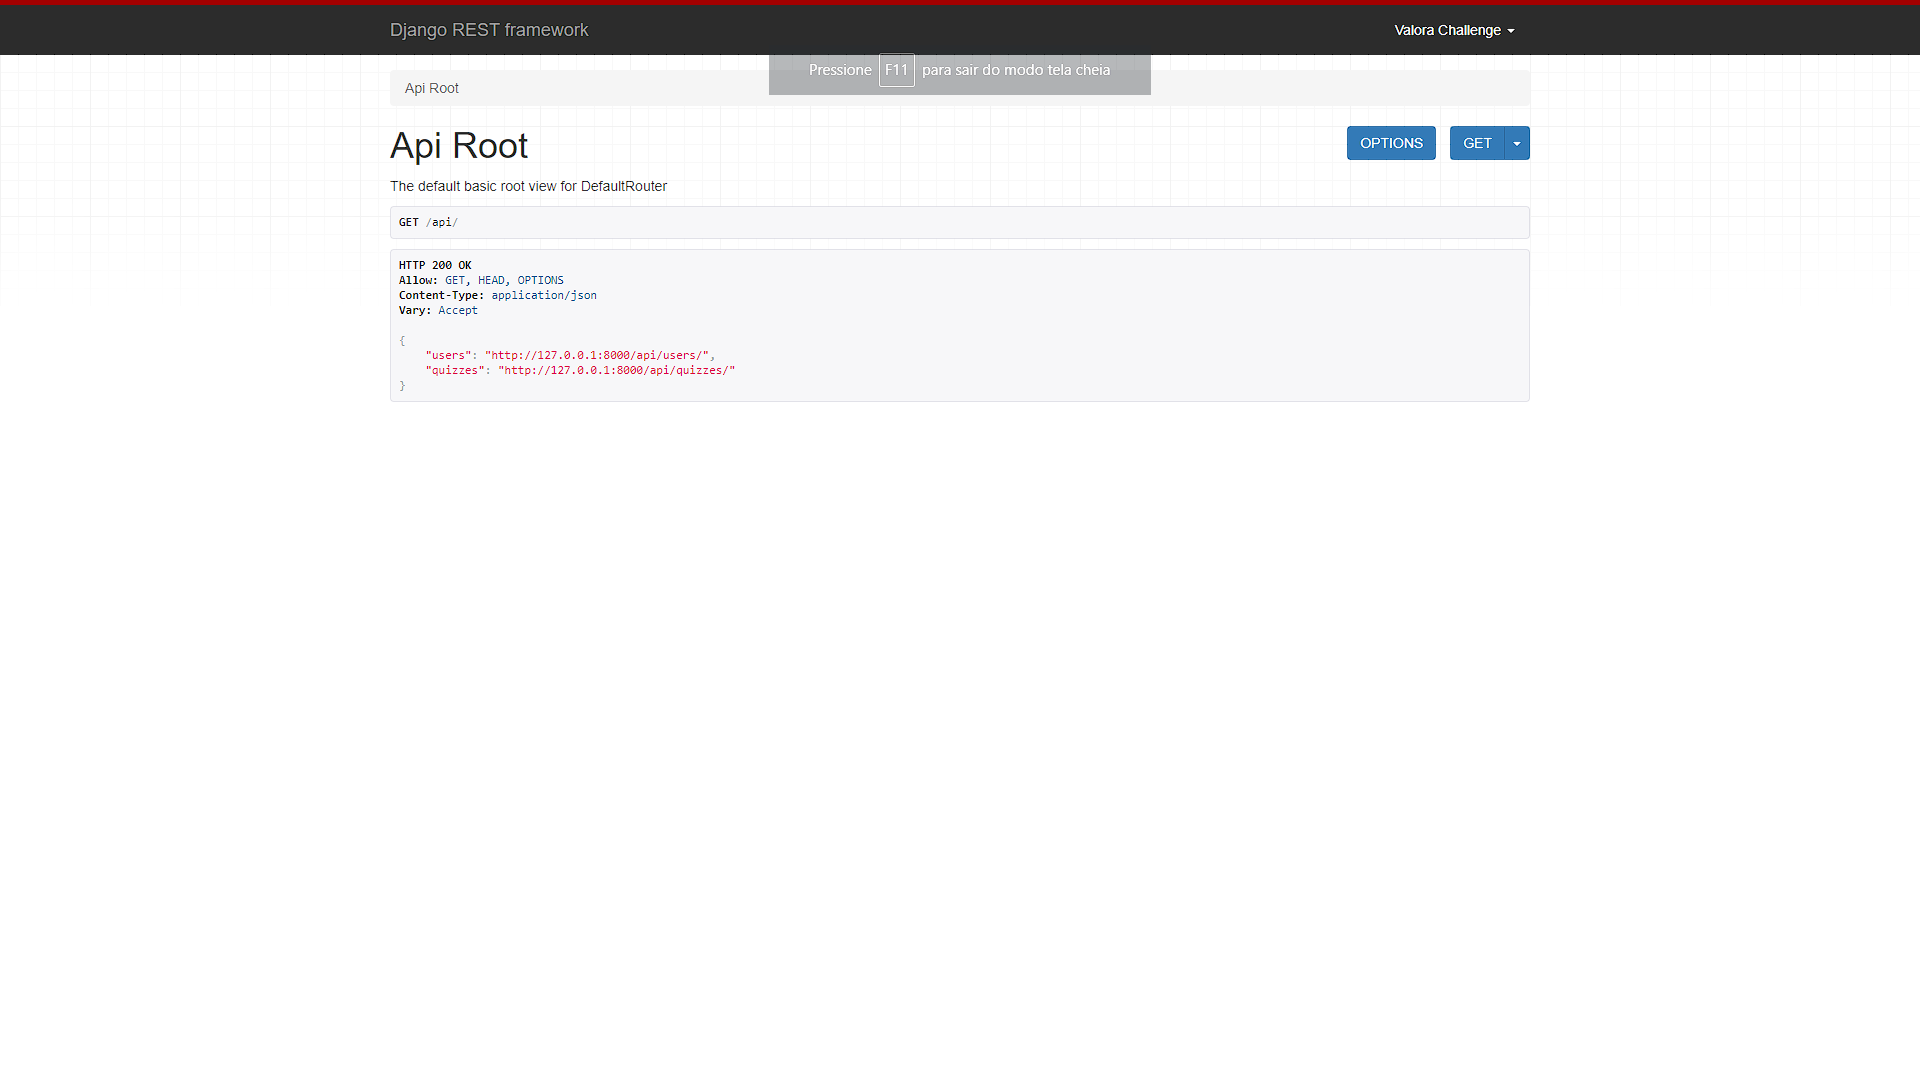 Django REST framework
Valora Challenge
Pressione F11 para sair do modo tela cheia
Api Root
Api Root
OPTIONS
GET
The default basic root view for DefaultRouter
GET /api/
HTTP 200 OK
Allow: GET, HEAD, OPTIONS
Content-Type: application/json
Vary: Accept
{
    "users": "http://127.0.0.1:8000/api/users/",
    "quizzes": "http://127.0.0.1:8000/api/quizzes/"
}